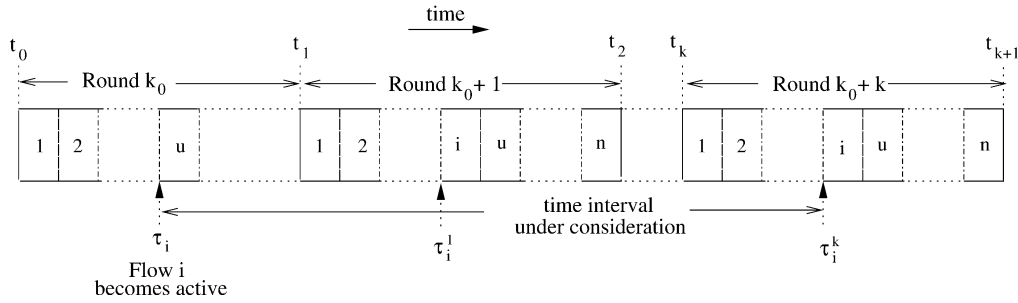 time
t0 t1 t2 tk tk+1
Round k0 Round k0+ 1 Round k0+ k
1 2 u 1 2 i u n 1 2 i u n
time interval
under consideration
τi τi1 τik
Flow i
becomes active